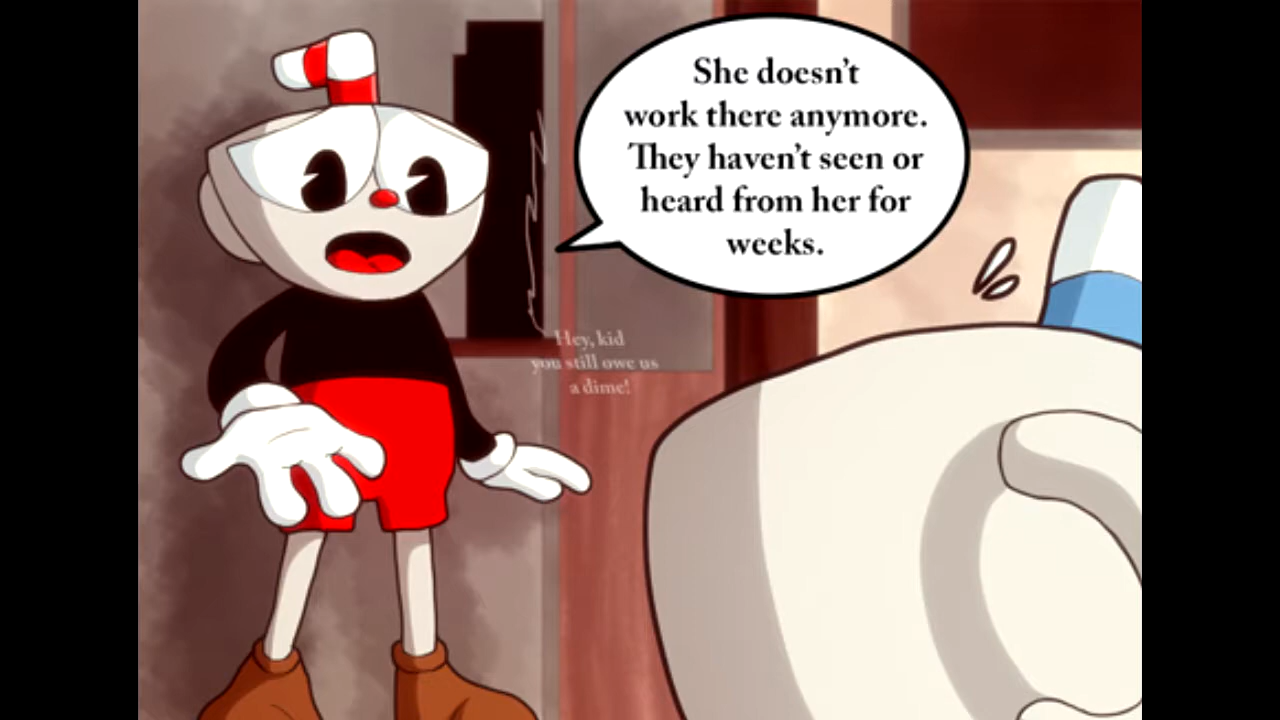 She doesn't
work there anymore.
They haven't seen or
heard from her for
weeks.
Hey, kid
you still owe us
a dime!